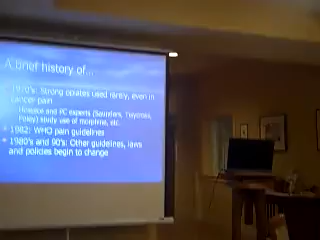 A brief history of...
1970's: Strong opiates used rarely, even in
cancer pain
Hospice and PC experts (Saunders, Twycross,
Foley) study use of morphine, etc.
1982: WHO pain guidelines
1980's and 90's: Other guidelines, laws
and policies begin to change